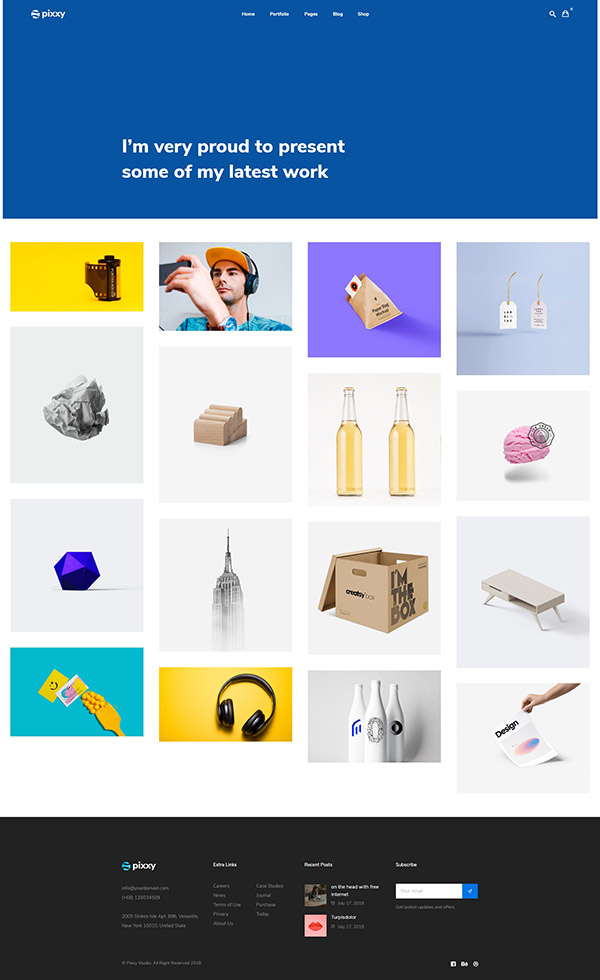 pixxy
Home Portfolio Pages Blog Shop
I'm very proud to present
some of my latest work
Paper Bag
Mockup
creatsy box
I'M
THE
BOX
Design
pixxy
info@yourdomain.com
(+68) 120034509
2005 Stokes Isle Apt. 896, Venaville,
New York 10010, United State
Extra Links
Careers
News
Terms of Use
Privacy
About Us
Case Studies
Journal
Purchase
Today
Recent Posts
on the head with free
internet
July 17, 2018
Turpisdolor
July 17, 2018
Subscribe
Your email
Get lastest updates and offers.
© Pixxy Studio. All Right Reserved 2018.